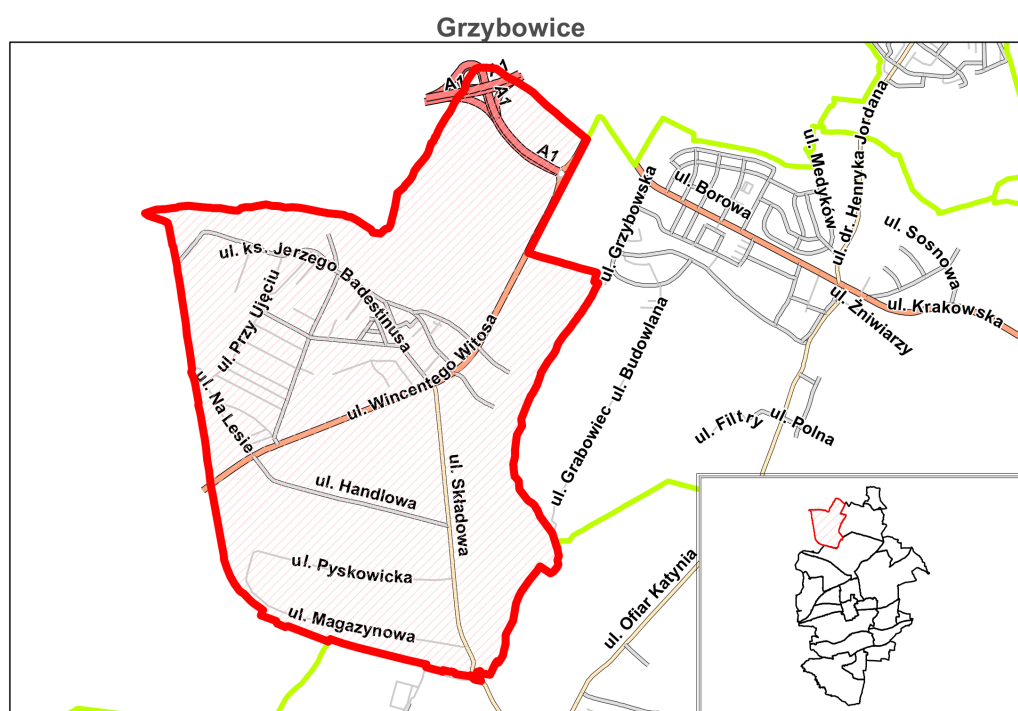 Grzybowice
A1
A1
A1
A1
ul. ks. Jerzego Badestinusa
ul. Przy Ujęciu
ul. Na Lesie
ul. Wincentego Witosa
ul. Handlowa
ul. Składowa
ul. Pyskowicka
ul. Magazynowa
ul. Grzybowska
ul. Borowa
ul. Medyków
ul. dr. Henryka Jordana
ul. Sosnowa
ul. Krakowska
ul. Żniwiarzy
ul. Budowlana
ul. Grabowiec
ul. Filtry
ul. Polna
ul. Ofiar Katynia